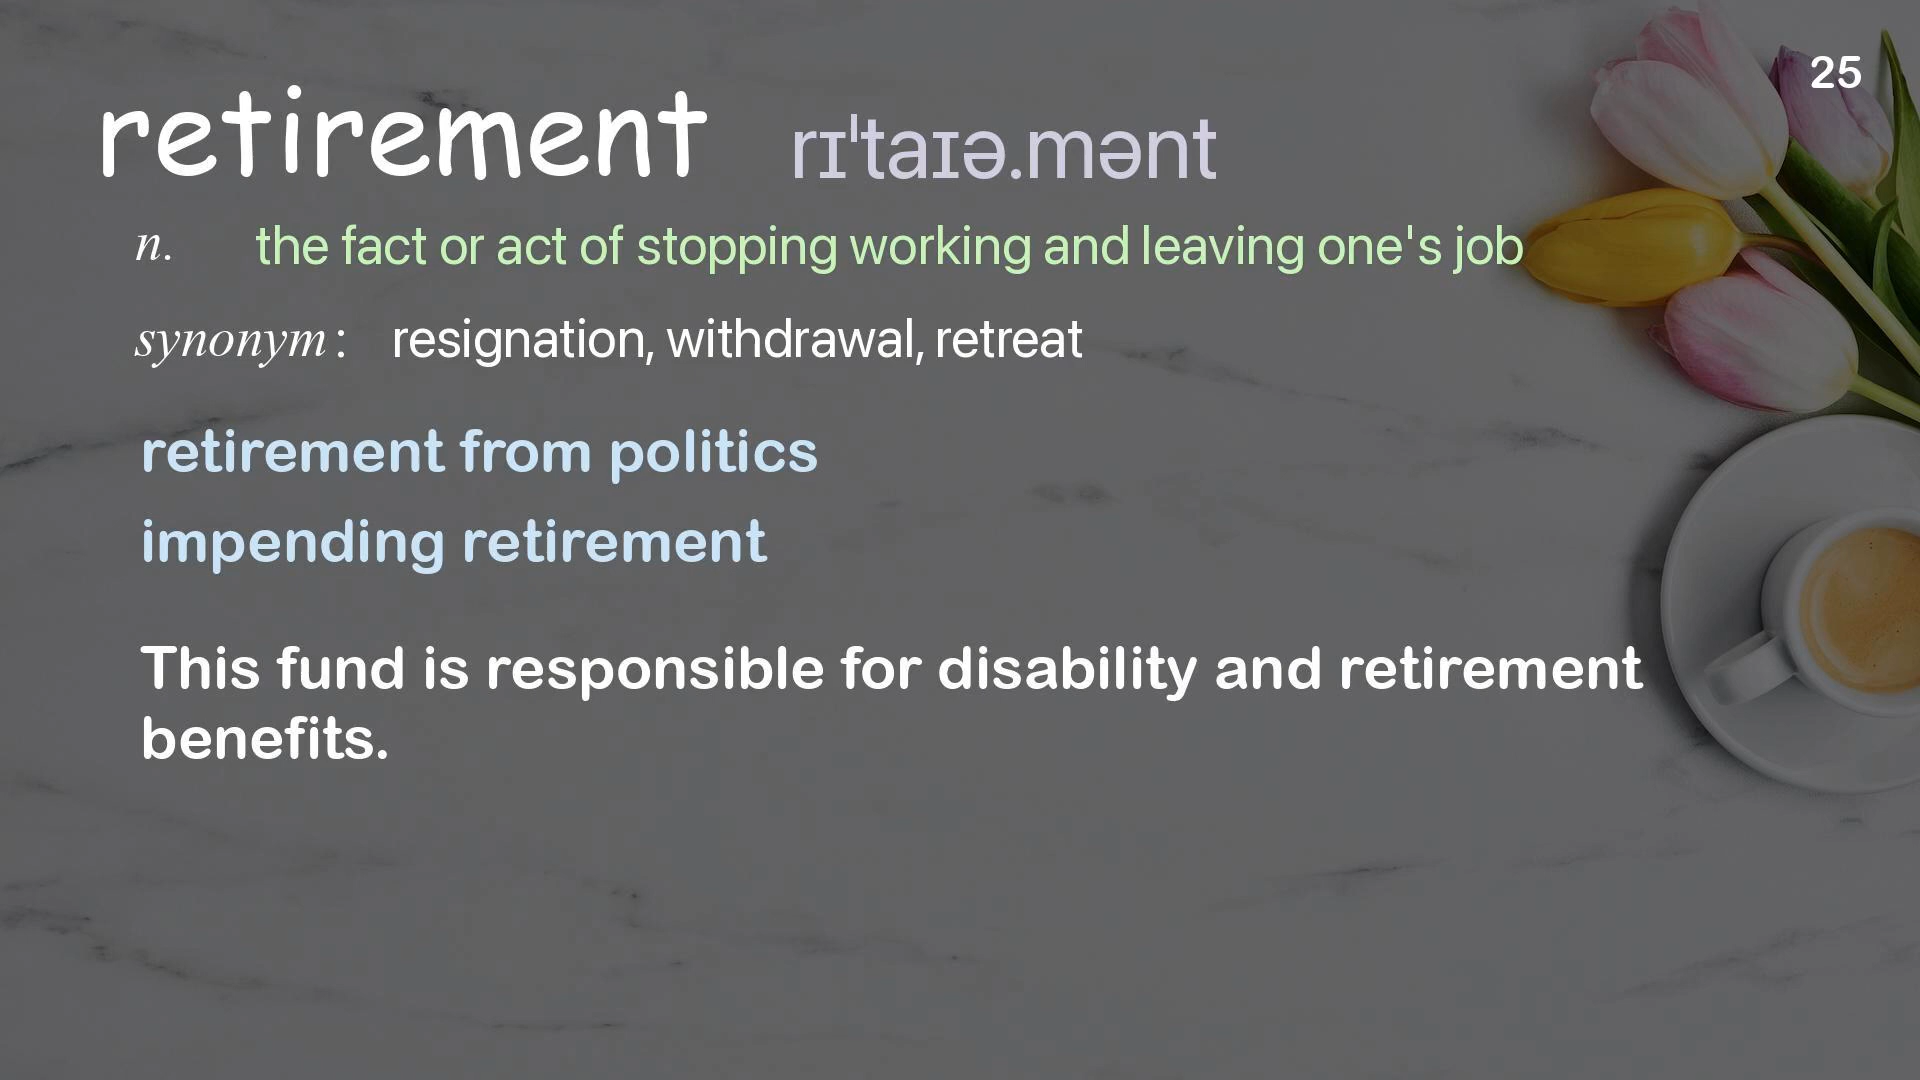 25
retirement rɪˈtaɪə.mənt
n. the fact or act of stopping working and leaving one's job
synonym: resignation, withdrawal, retreat
retirement from politics
impending retirement
This fund is responsible for disability and retirement
benefits.